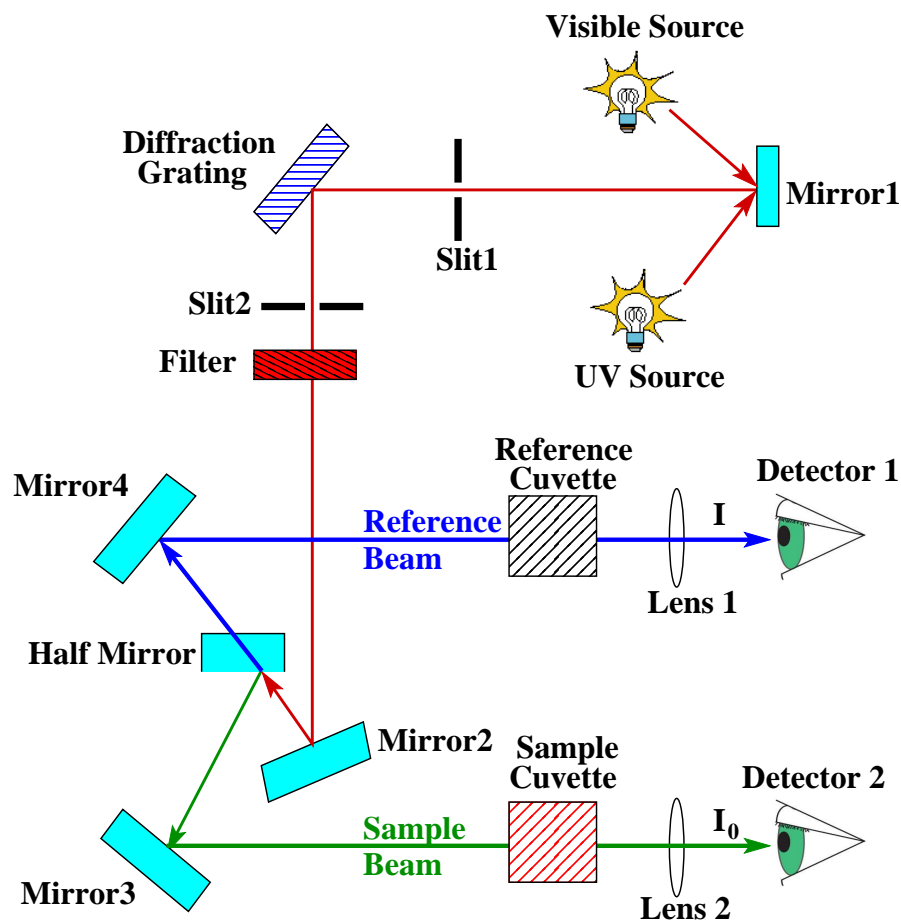 Visible Source
Diffraction
Grating
Mirror1
Slit1
Slit2
Filter
UV Source
Reference
Cuvette
Detector 1
Mirror4
Reference
Beam
I
Lens 1
Half Mirror
Mirror2
Sample
Cuvette
Detector 2
Sample
Beam
I₀
Mirror3
Lens 2